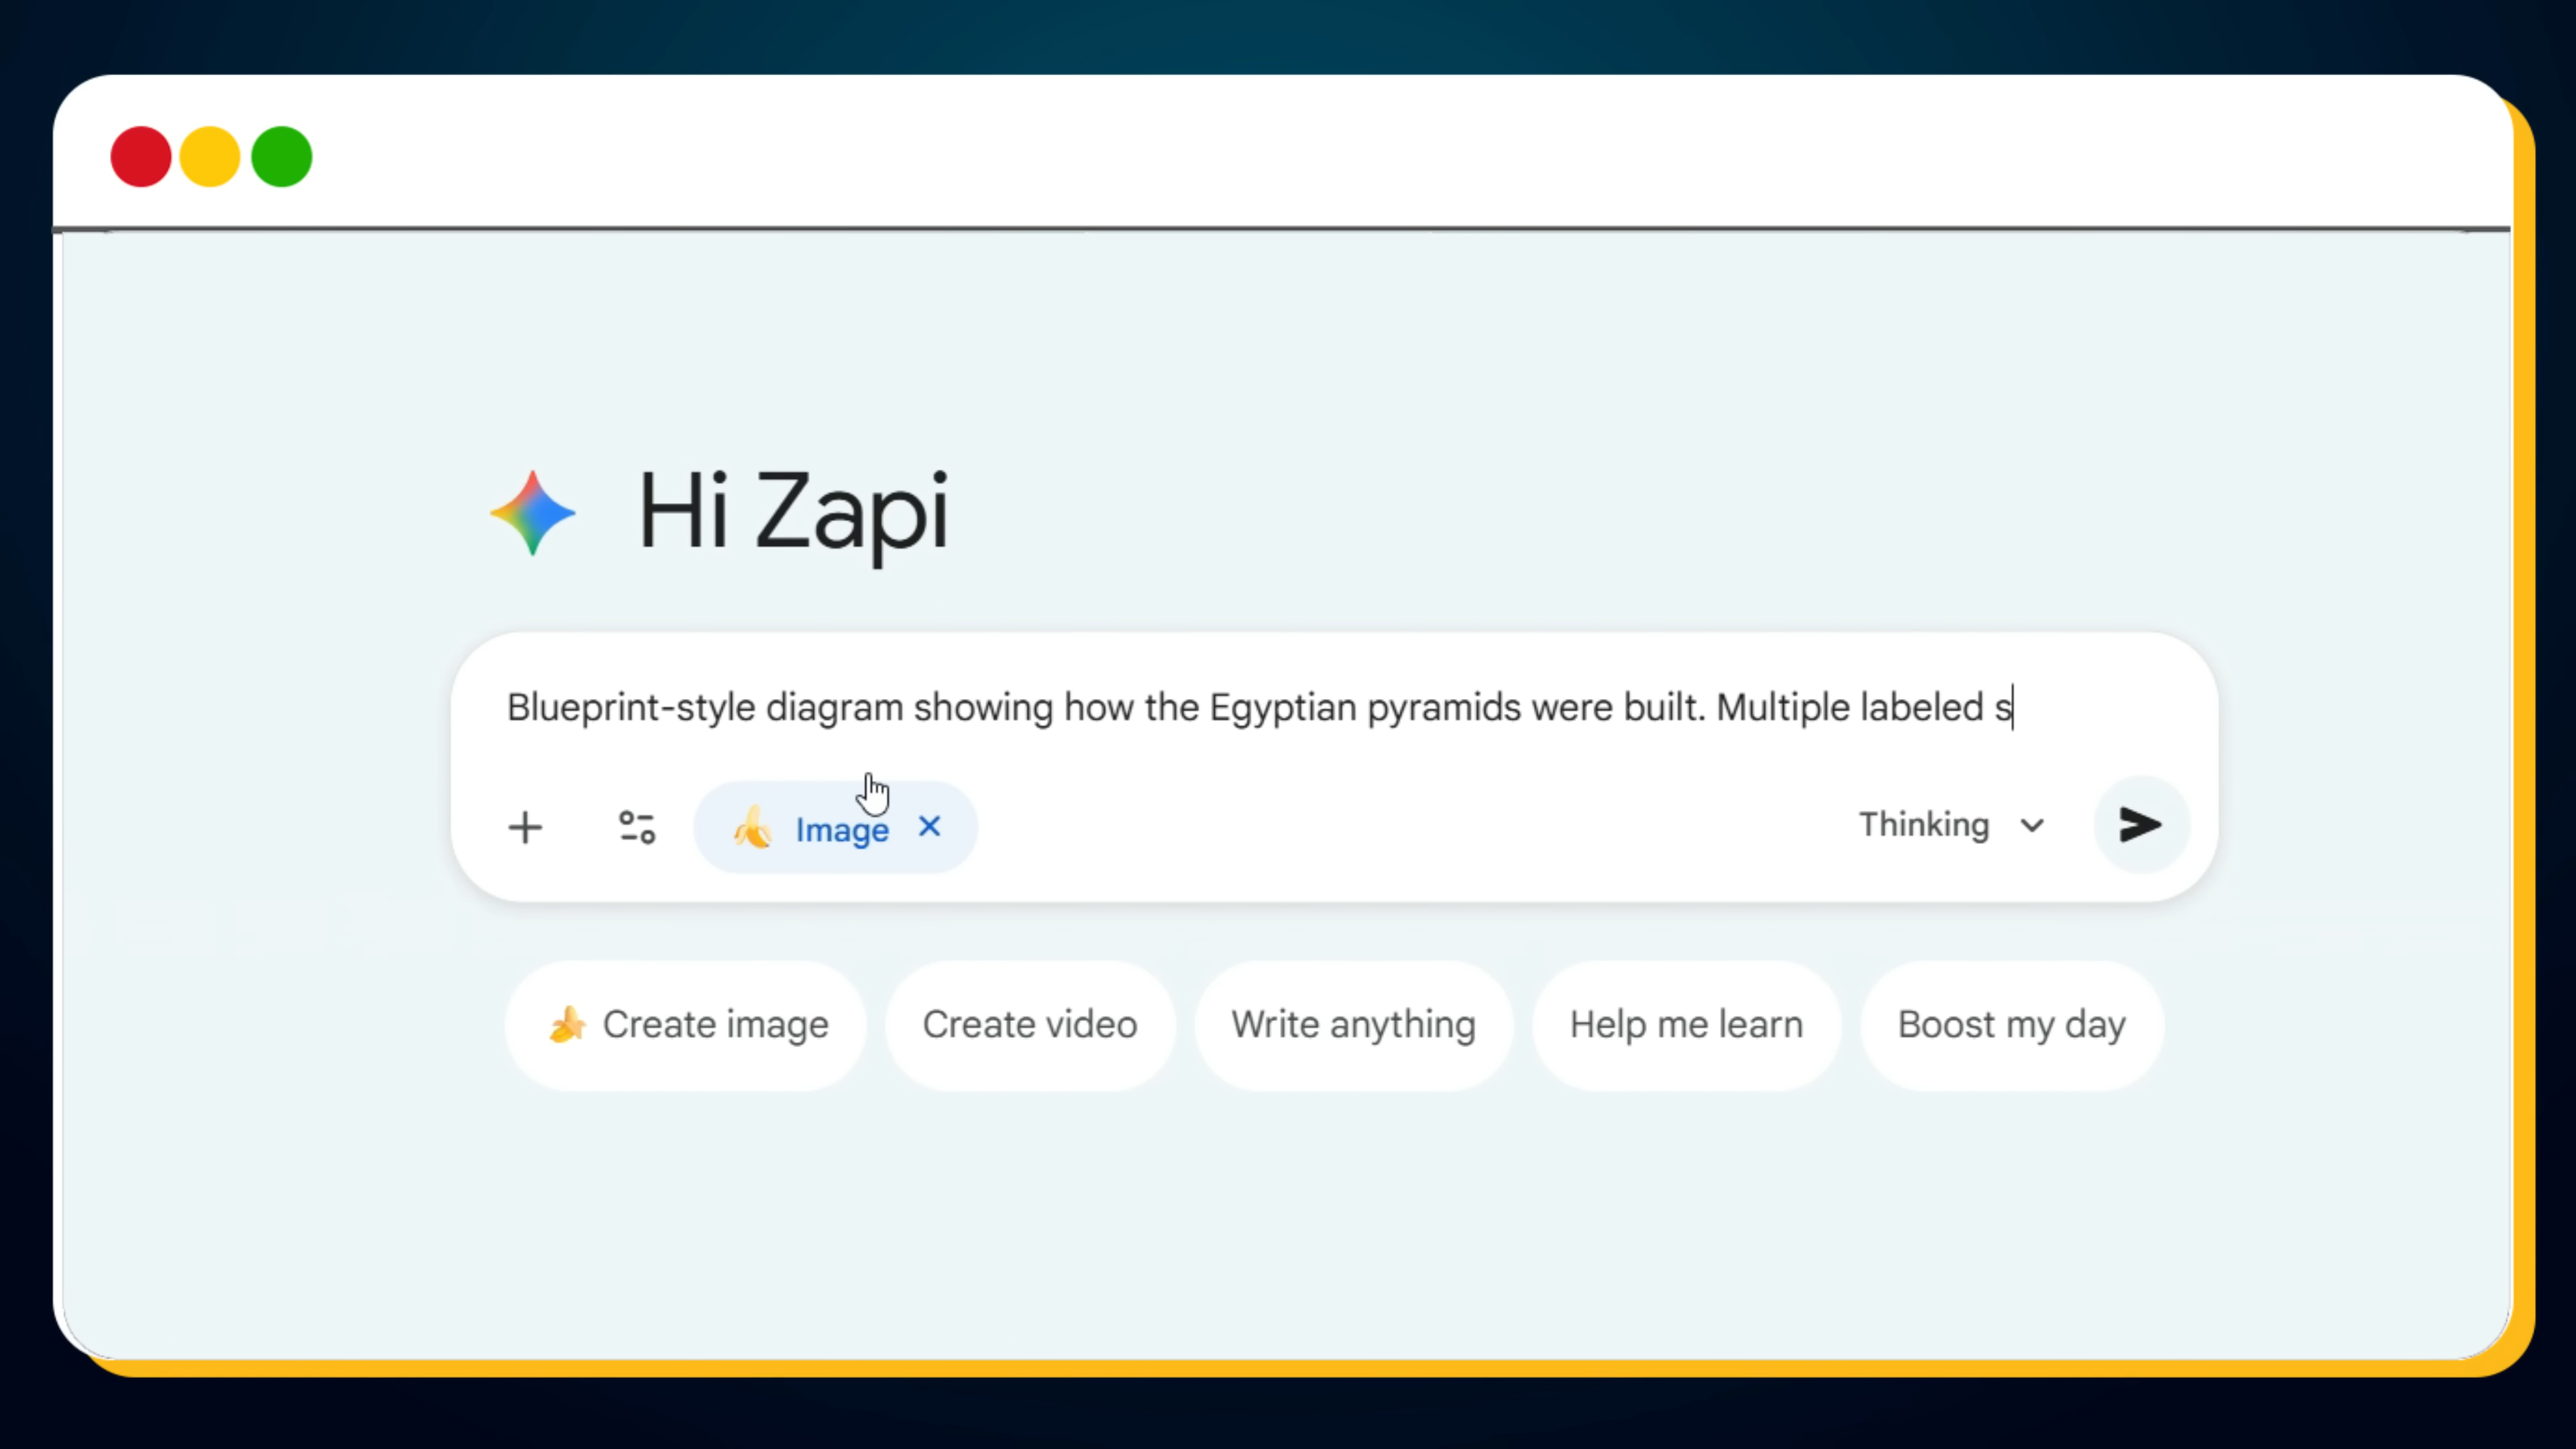 Hi Zapi
Blueprint-style diagram showing how the Egyptian pyramids were built. Multiple labeled s
Image
Thinking
Create image
Create video
Write anything
Help me learn
Boost my day